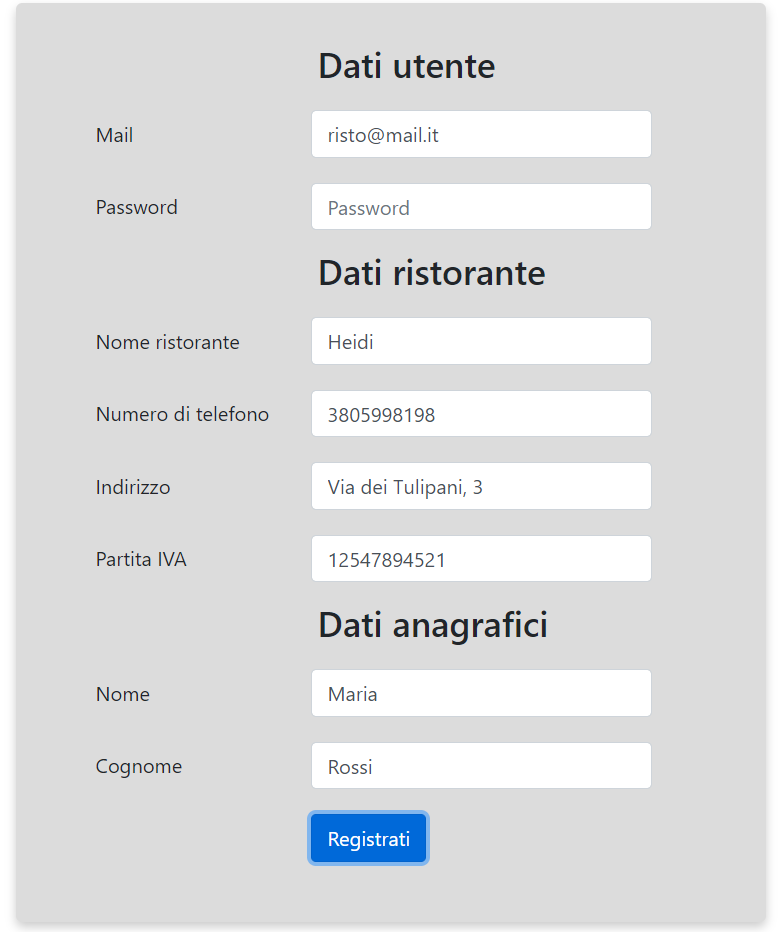 Dati utente
Mail risto@mail.it
Password Password
Dati ristorante
Nome ristorante Heidi
Numero di telefono 3805998198
Indirizzo Via dei Tulipani, 3
Partita IVA 12547894521
Dati anagrafici
Nome Maria
Cognome Rossi
Registrati